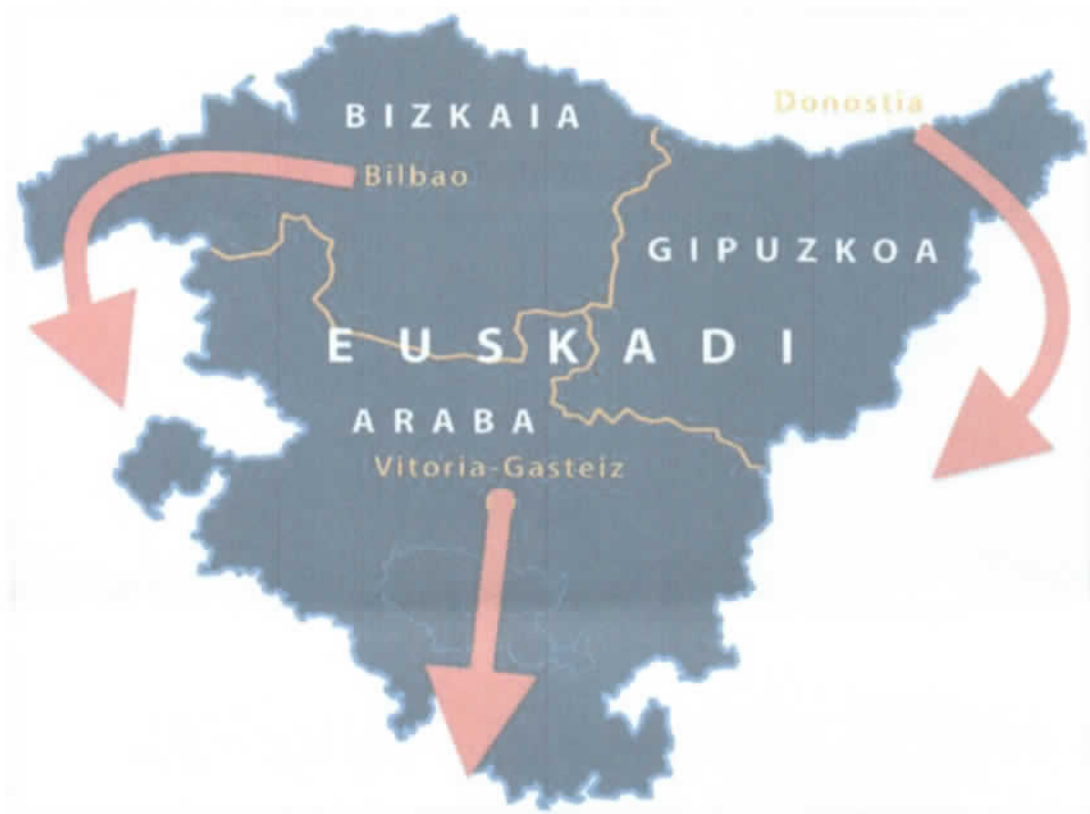 BIZKAIA
Donostia
Bilbao
GIPUZKOA
EUSKADI
ARABA
Vitoria-Gasteiz